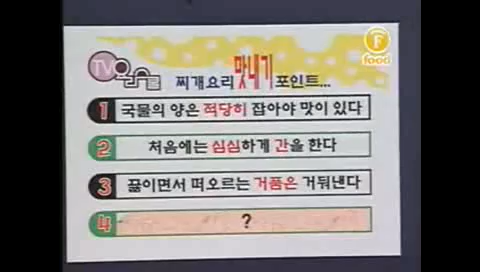 F
food
TV
찌개요리 맛내기 포인트...
1 국물의 양은 적당히 잡아야 맛이 있다
2 처음에는 심심하게 간을 한다
3 끓이면서 떠오르는 거품은 거둬낸다
4 ?